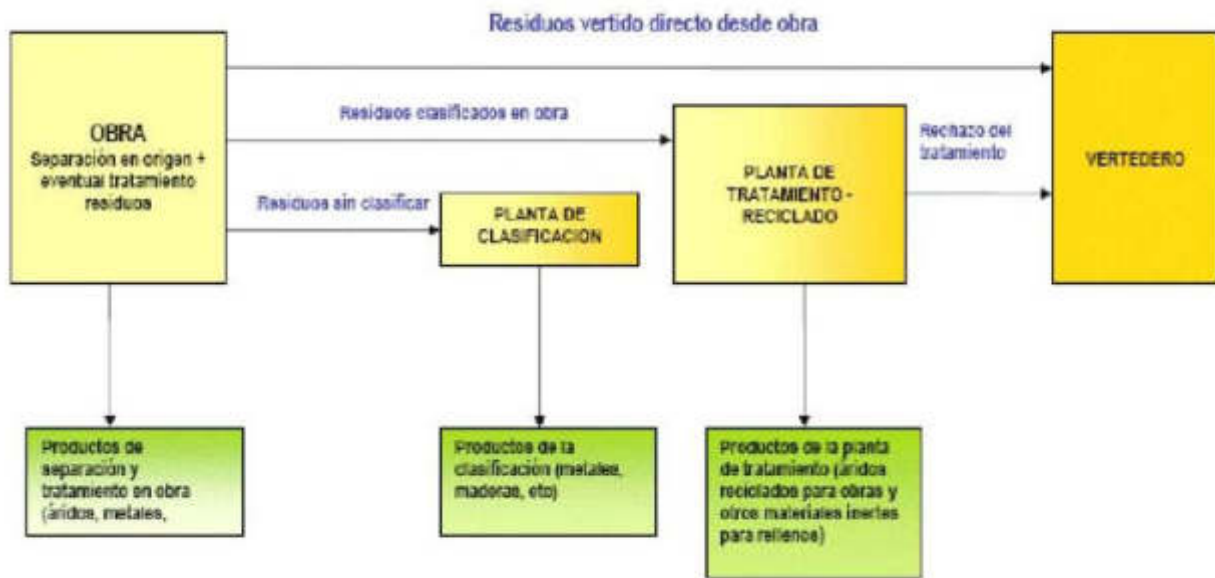 Residuos vertido directo desde obra
OBRA
Separación en origen +
eventual tratamiento
residuos
Residuos clasificados en obra
Residuos sin clasificar
PLANTA DE
CLASIFICACION
PLANTA DE
TRATAMIENTO -
RECICLADO
Rechazo del
tratamiento
VERTEDERO
Productos de
separación y
tratamiento en obra
(áridos, metales,
Productos de la
clasificación (metales,
maderas, etc)
Productos de la planta
de tratamiento (áridos
reciclados para obras y
otros materiales inertes
para rellenos)